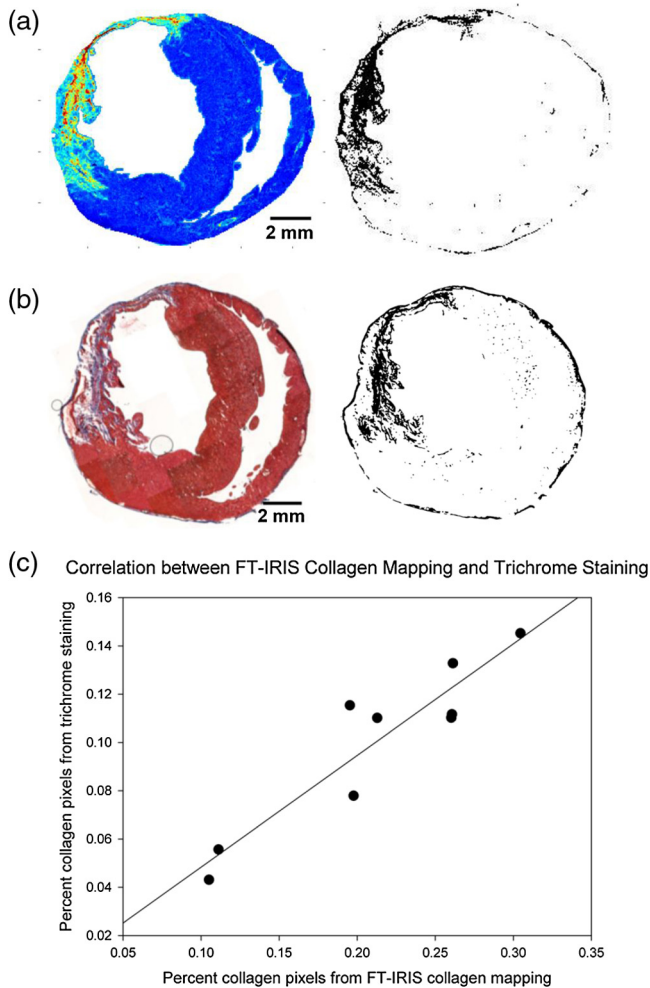 (a)
2 mm
(b)
2 mm
(c)
Correlation between FT-IRIS Collagen Mapping and Trichrome Staining
Percent collagen pixels from trichrome staining
0.16
0.14
0.12
0.10
0.08
0.06
0.04
0.02
0.05 0.10 0.15 0.20 0.25 0.30 0.35
Percent collagen pixels from FT-IRIS collagen mapping